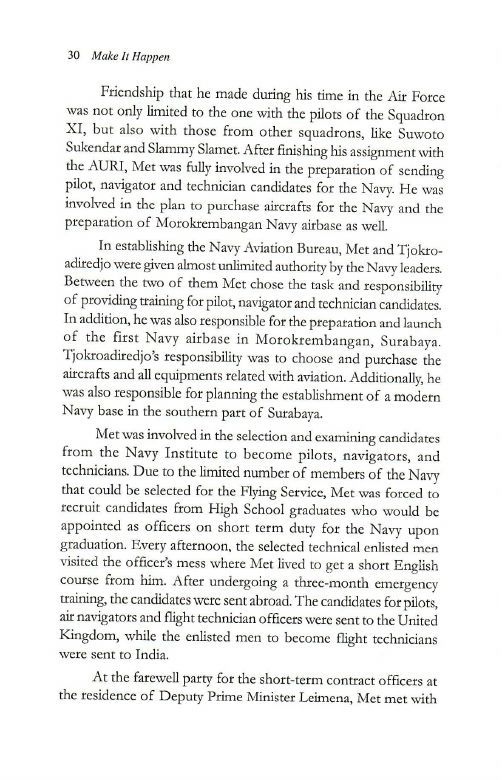 30 Make It Happen
Friendship that he made during his time in the Air Force
was not only limited to the one with the pilots of the Squadron
XI, but also with those from other squadrons, like Suwoto
Sukendar and Slammy Slamet. After finishing his assignment with
the AURI, Met was fully involved in the preparation of sending
pilot, navigator and technician candidates for the Navy. He was
involved in the plan to purchase aircrafts for the Navy and the
preparation of Morokrembangan Navy airbase as well.
In establishing the Navy Aviation Bureau, Met and Tjokro-
adiredjo were given almost unlimited authority by the Navy leaders.
Between the two of them Met chose the task and responsibility
of providing training for pilot, navigator and technician candidates.
In addition, he was also responsible for the preparation and launch
of the first Navy airbase in Morokrembangan, Surabaya.
Tjokroadiredjo's responsibility was to choose and purchase the
aircrafts and all equipments related with aviation. Additionally, he
was also responsible for planning the establishment of a modern
Navy base in the southern part of Surabaya.
Met was involved in the selection and examining candidates
from the Navy Institute to become pilots, navigators, and
technicians. Due to the limited number of members of the Navy
that could be selected for the Flying Service, Met was forced to
recruit candidates from High School graduates who would be
appointed as officers on short term duty for the Navy upon
graduation. Every afternoon, the selected technical enlisted men
visited the officer's mess where Met lived to get a short English
course from him. After undergoing a three-month emergency
training, the candidates were sent abroad. The candidates for pilots,
air navigators and flight technician officers were sent to the United
Kingdom, while the enlisted men to become flight technicians
were sent to India.
At the farewell party for the short-term contract officers at
the residence of Deputy Prime Minister Leimena, Met met with